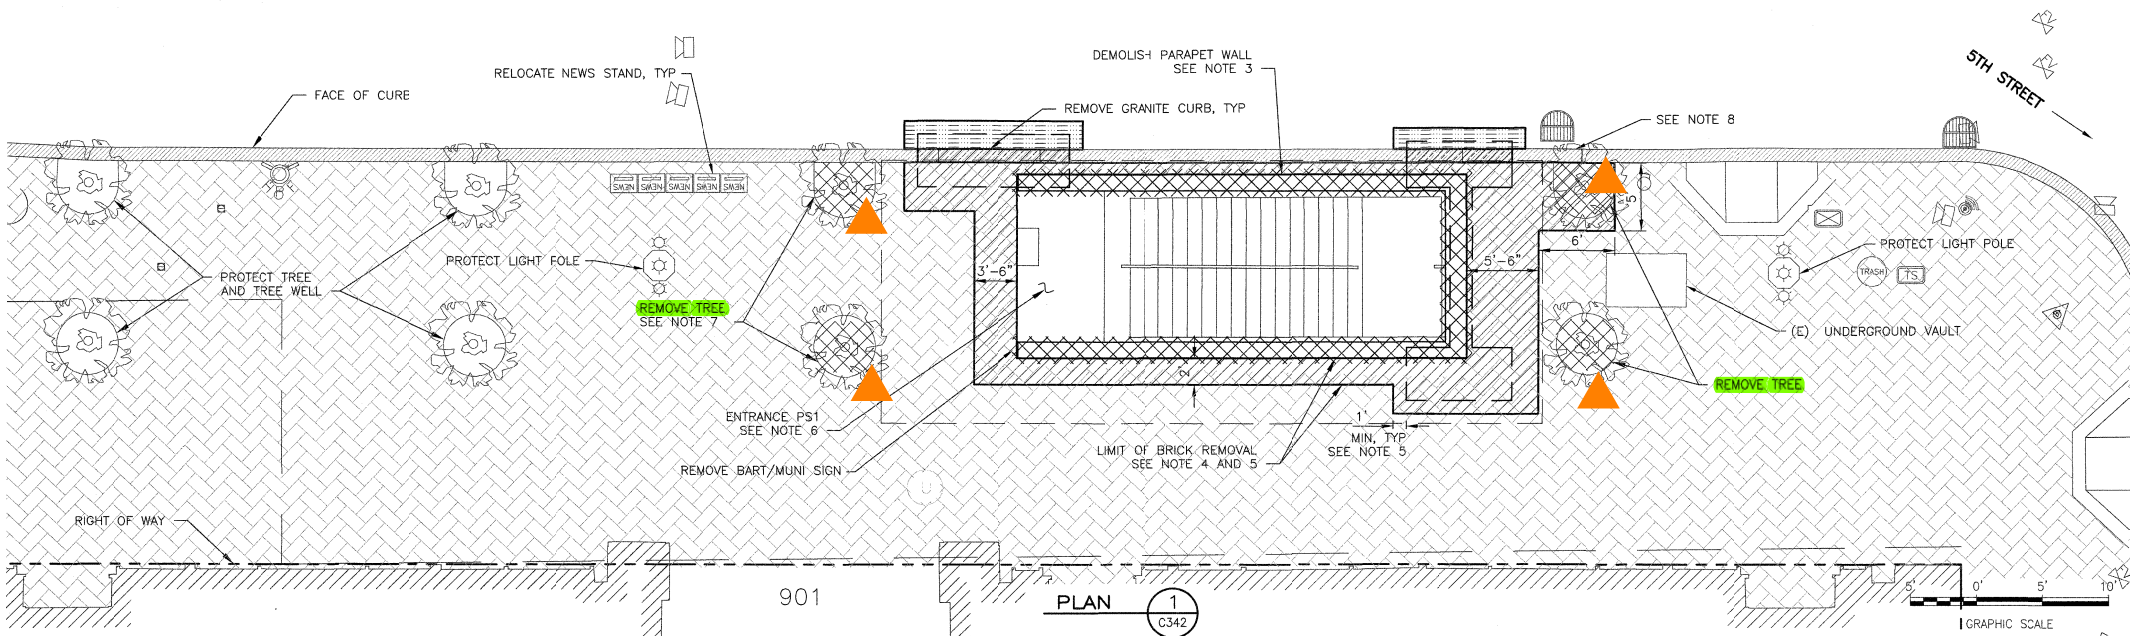 5TH STREET
DEMOLISH PARAPET WALL
SEE NOTE 3
RELOCATE NEWS STAND, TYP
FACE OF CURB
REMOVE GRANITE CURB, TYP
SEE NOTE 8
NEWS NEWS NEWS NEWS NEWS
5'
6'
PROTECT LIGHT POLE
PROTECT LIGHT POLE
3'-6"
5'-6"
TRASH
TS
PROTECT TREE
AND TREE WELL
REMOVE TREE
SEE NOTE 7
(E) UNDERGROUND VAULT
2'
REMOVE TREE
ENTRANCE PS1
SEE NOTE 6
1'
MIN, TYP
SEE NOTE 5
LIMIT OF BRICK REMOVAL
SEE NOTE 4 AND 5
REMOVE BART/MUNI SIGN
U
RIGHT OF WAY
901
PLAN
1
C342
5' 0' 5' 10'
GRAPHIC SCALE